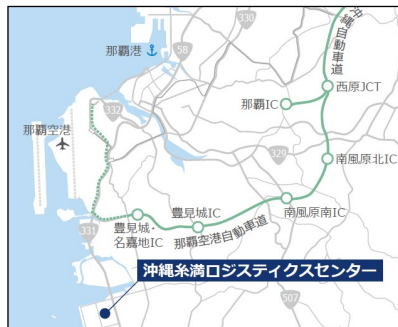 沖縄自動車道
330
那覇港
58
西原JCT
那覇IC
332
那覇空港
329
南風原北IC
豊見城IC
南風原南IC
豊見城・
名嘉地IC
那覇空港自動車道
331
沖縄糸満ロジスティクスセンター
507